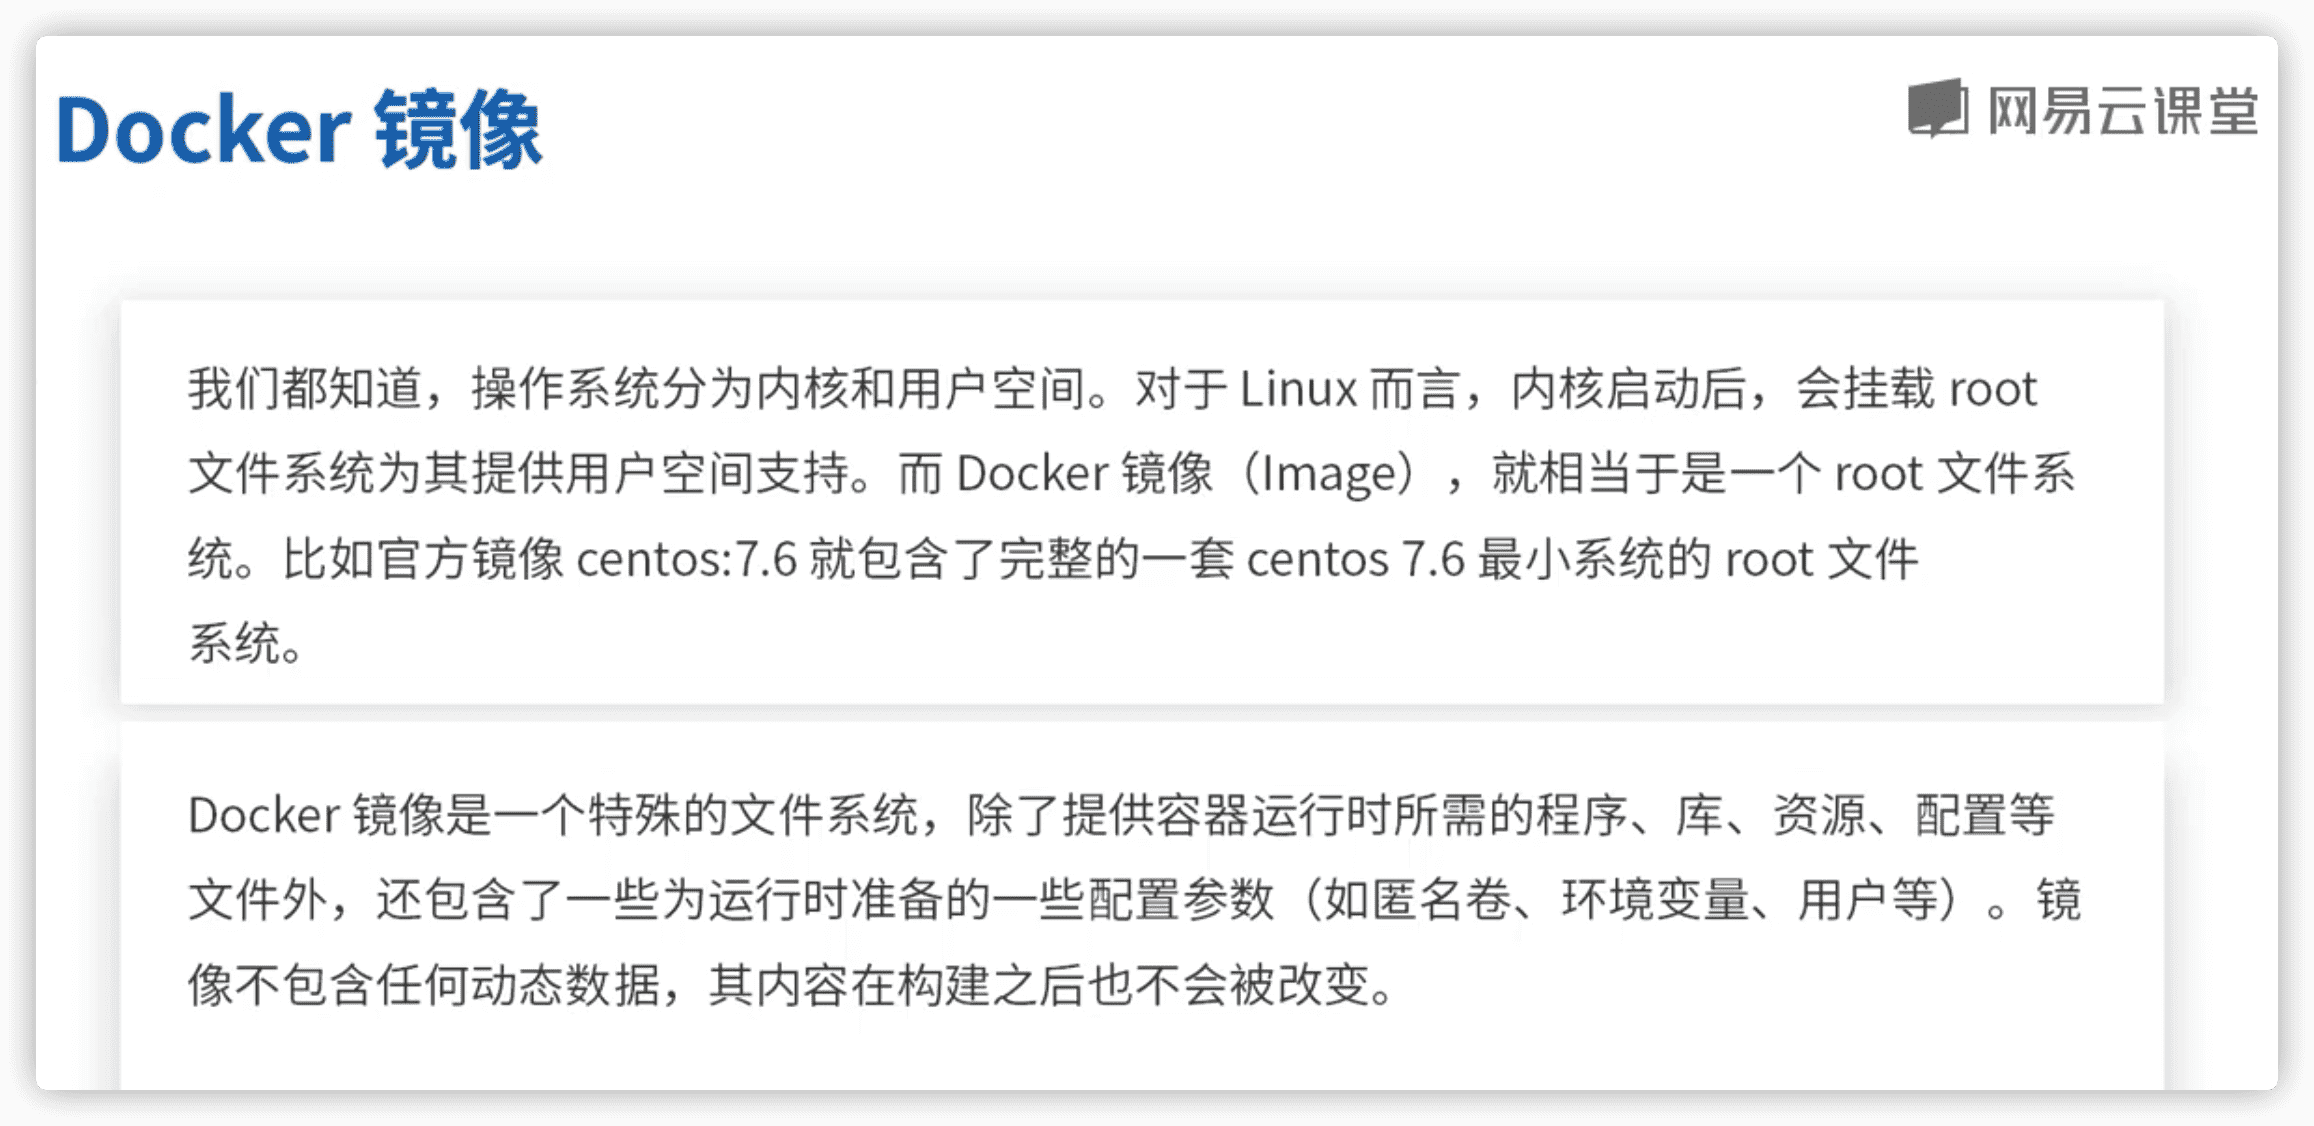 Docker 镜像
网易云课堂
我们都知道，操作系统分为内核和用户空间。对于 Linux 而言，内核启动后，会挂载 root
文件系统为其提供用户空间支持。而 Docker 镜像（Image），就相当于是一个 root 文件系
统。比如官方镜像 centos:7.6 就包含了完整的一套 centos 7.6 最小系统的 root 文件
系统。
Docker 镜像是一个特殊的文件系统，除了提供容器运行时所需的程序、库、资源、配置等
文件外，还包含了一些为运行时准备的一些配置参数（如匿名卷、环境变量、用户等）。镜
像不包含任何动态数据，其内容在构建之后也不会被改变。